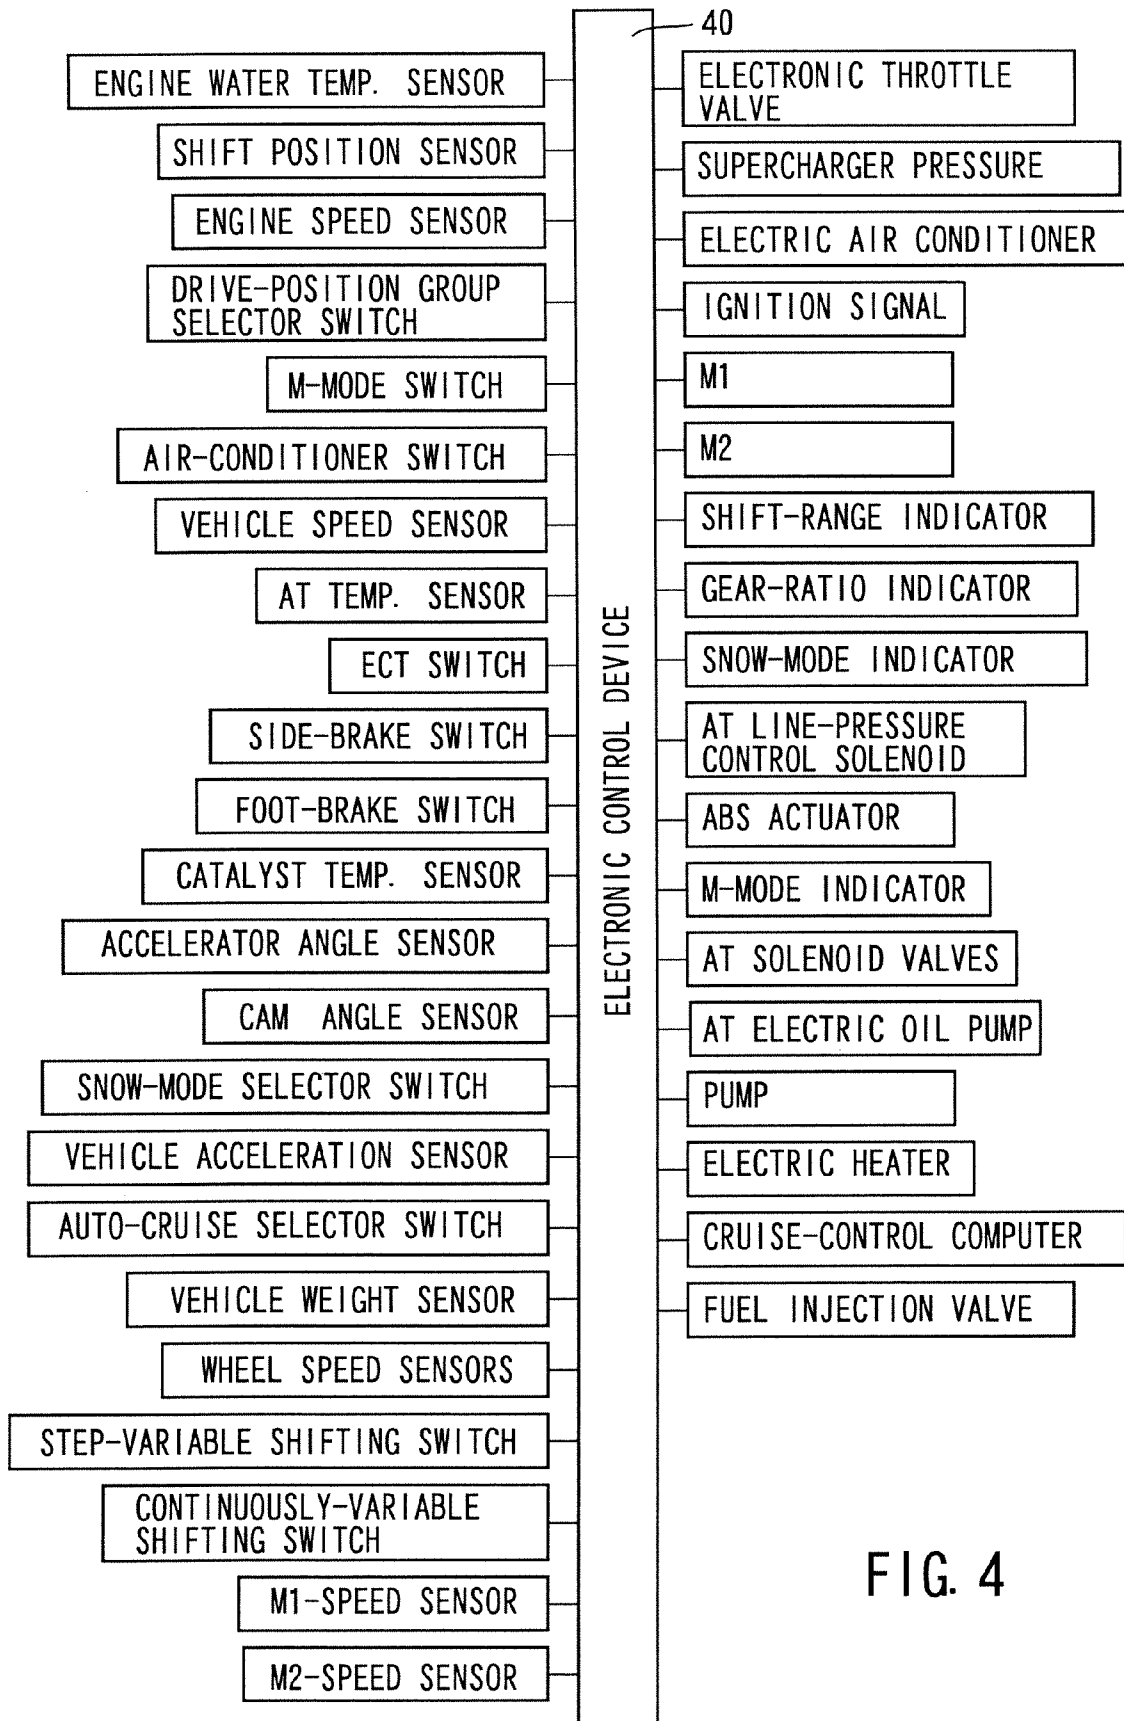 40
ENGINE WATER TEMP. SENSOR
SHIFT POSITION SENSOR
ENGINE SPEED SENSOR
DRIVE-POSITION GROUP
SELECTOR SWITCH
M-MODE SWITCH
AIR-CONDITIONER SWITCH
VEHICLE SPEED SENSOR
AT TEMP. SENSOR
ECT SWITCH
SIDE-BRAKE SWITCH
FOOT-BRAKE SWITCH
CATALYST TEMP. SENSOR
ACCELERATOR ANGLE SENSOR
CAM ANGLE SENSOR
SNOW-MODE SELECTOR SWITCH
VEHICLE ACCELERATION SENSOR
AUTO-CRUISE SELECTOR SWITCH
VEHICLE WEIGHT SENSOR
WHEEL SPEED SENSORS
STEP-VARIABLE SHIFTING SWITCH
CONTINUOUSLY-VARIABLE
SHIFTING SWITCH
M1-SPEED SENSOR
M2-SPEED SENSOR
ELECTRONIC CONTROL DEVICE
ELECTRONIC THROTTLE
VALVE
SUPERCHARGER PRESSURE
ELECTRIC AIR CONDITIONER
IGNITION SIGNAL
M1
M2
SHIFT-RANGE INDICATOR
GEAR-RATIO INDICATOR
SNOW-MODE INDICATOR
AT LINE-PRESSURE
CONTROL SOLENOID
ABS ACTUATOR
M-MODE INDICATOR
AT SOLENOID VALVES
AT ELECTRIC OIL PUMP
PUMP
ELECTRIC HEATER
CRUISE-CONTROL COMPUTER
FUEL INJECTION VALVE
FIG. 4